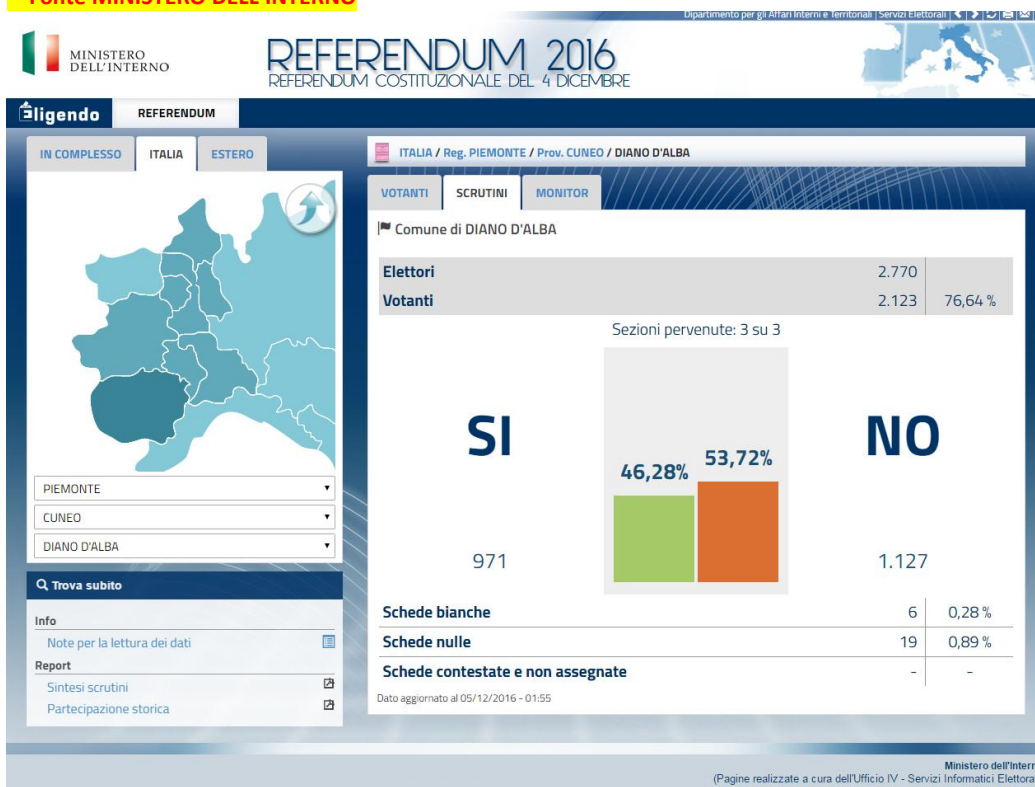 Fonte MINISTERO DELL'INTERNO
Dipartimento per gli Affari Interni e Territoriali | Servizi Elettorali |
MINISTERO
DELL'INTERNO
REFERENDUM 2016
REFERENDUM COSTITUZIONALE DEL 4 DICEMBRE
Eligendo
REFERENDUM
IN COMPLESSO ITALIA ESTERO
ITALIA / Reg. PIEMONTE / Prov. CUNEO / DIANO D'ALBA
VOTANTI SCRUTINI MONITOR
Comune di DIANO D'ALBA
Elettori 2.770
Votanti 2.123 76,64 %
Sezioni pervenute: 3 su 3
SI
46,28%
53,72%
NO
971
1.127
Schede bianche 6 0,28 %
Schede nulle 19 0,89 %
Schede contestate e non assegnate - -
Dato aggiornato al 05/12/2016 - 01:55
PIEMONTE
CUNEO
DIANO D'ALBA
Trova subito
Info
Note per la lettura dei dati
Report
Sintesi scrutini
Partecipazione storica
Ministero dell'Intern
(Pagine realizzate a cura dell'Ufficio IV - Servizi Informatici Elettora